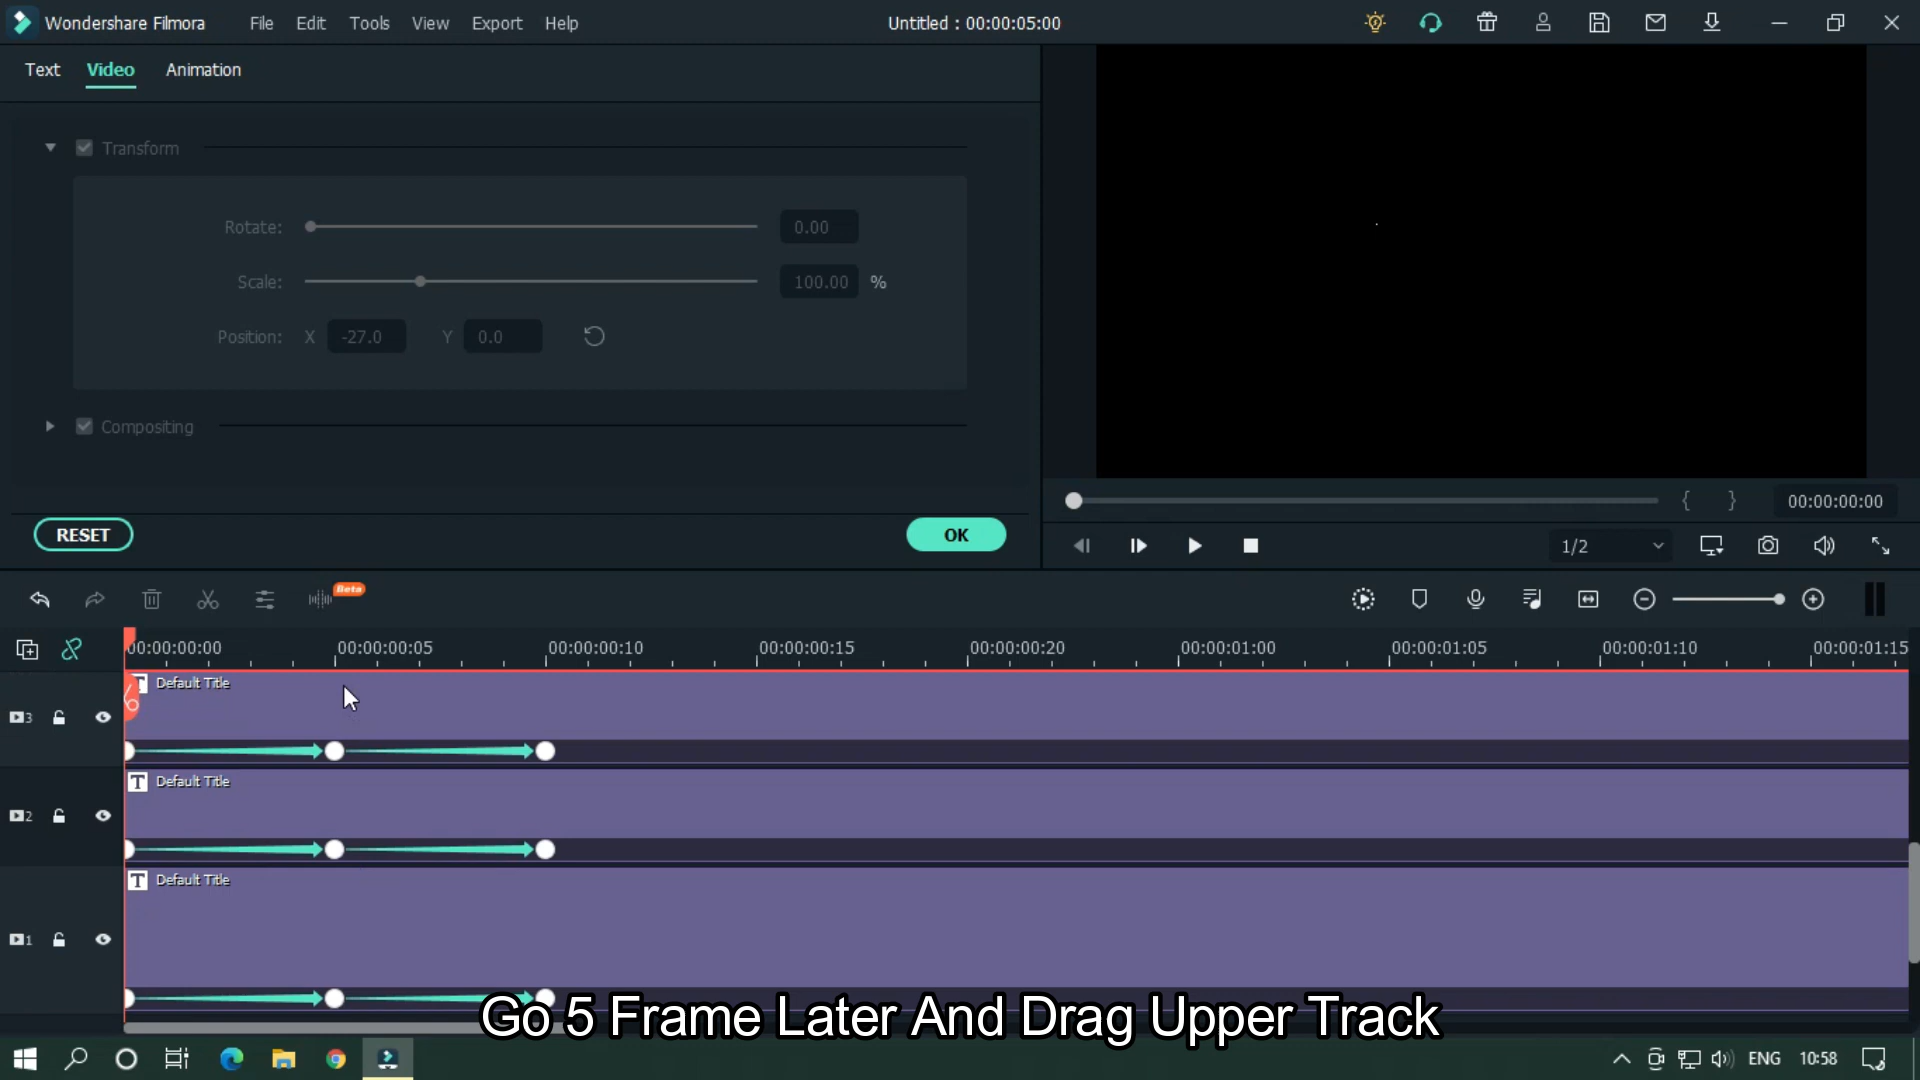 Wondershare Filmora File Edit Tools View Export Help Untitled : 00:00:05:00
Text Video Animation
Transform
Rotate: 0.00
Scale: 100.00 %
Position: X -27.0 Y 0.0
Compositing
RESET OK
{ } 00:00:00:00
1/2
Beta
00:00:00:00 00:00:00:05 00:00:00:10 00:00:00:15 00:00:00:20 00:00:01:00 00:00:01:05 00:00:01:10 00:00:01:15
T Default Title
3
T Default Title
2
T Default Title
1
Go 5 Frame Later And Drag Upper Track
ENG 10:58